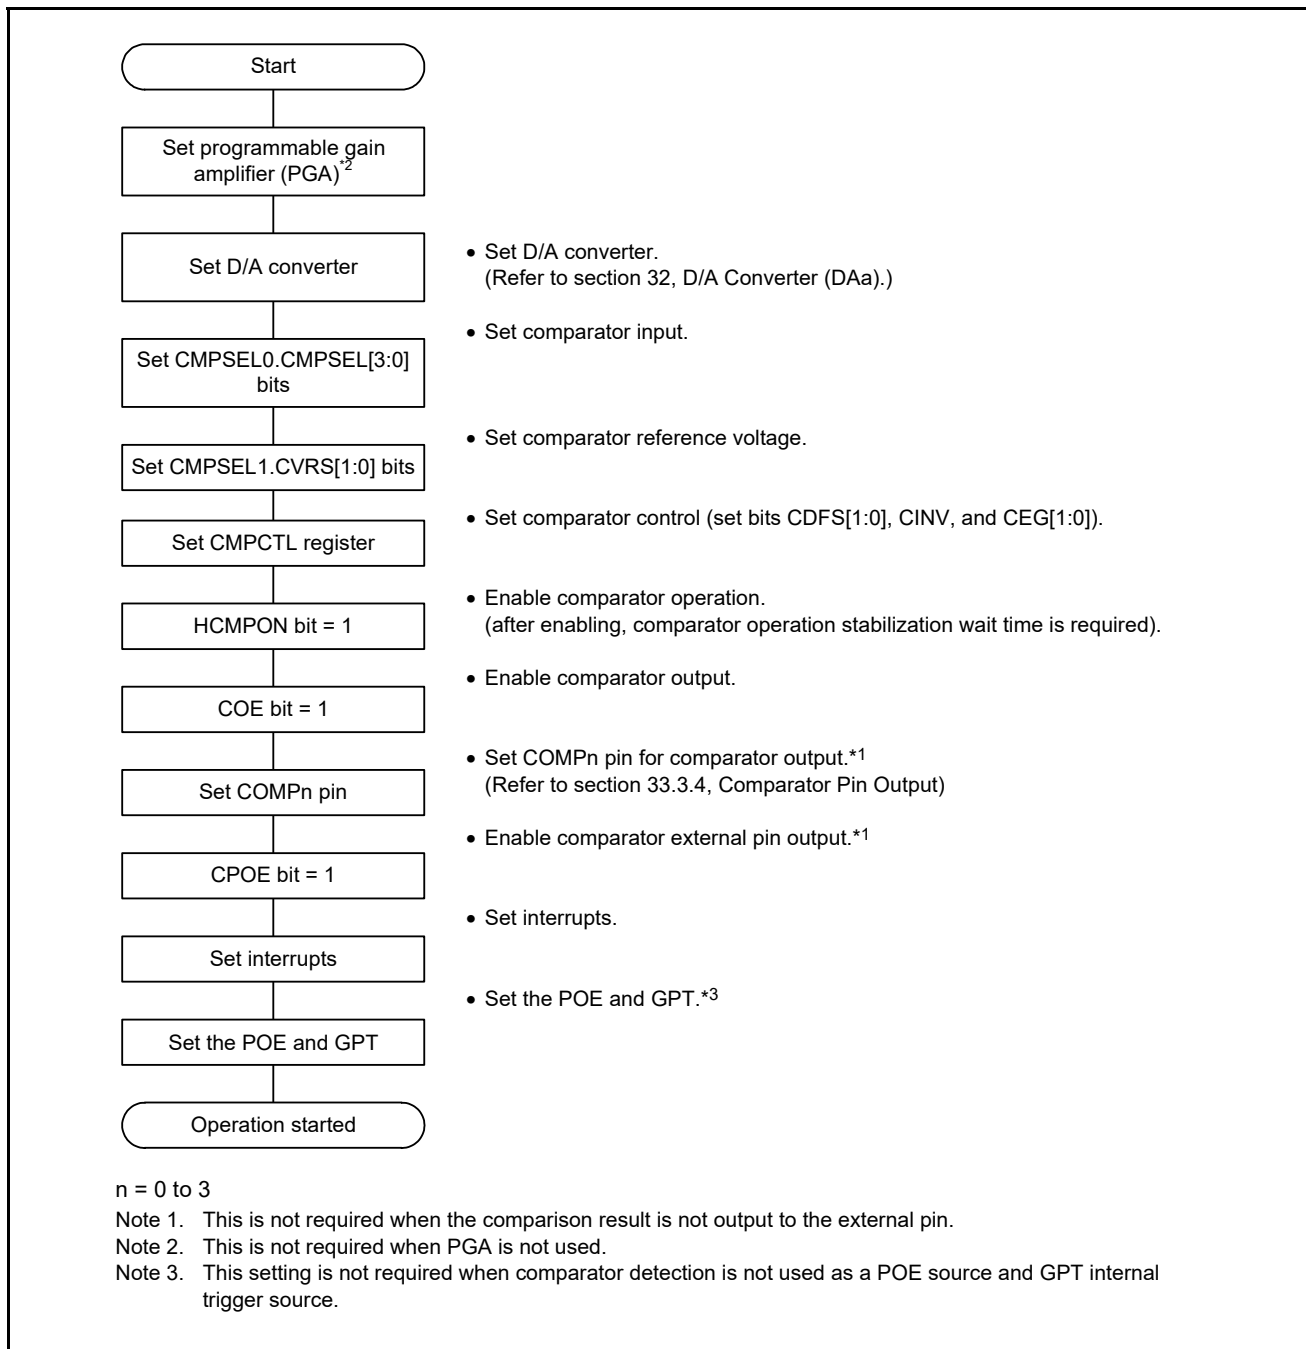 Start
Set programmable gain
amplifier (PGA)*2
Set D/A converter
• Set D/A converter.
(Refer to section 32, D/A Converter (DAa).)
Set CMPSEL0.CMPSEL[3:0]
bits
• Set comparator input.
Set CMPSEL1.CVRS[1:0] bits
• Set comparator reference voltage.
Set CMPCTL register
• Set comparator control (set bits CDFS[1:0], CINV, and CEG[1:0]).
HCMPON bit = 1
• Enable comparator operation.
(after enabling, comparator operation stabilization wait time is required).
COE bit = 1
• Enable comparator output.
Set COMPn pin
• Set COMPn pin for comparator output.*1
(Refer to section 33.3.4, Comparator Pin Output)
CPOE bit = 1
• Enable comparator external pin output.*1
Set interrupts
• Set interrupts.
Set the POE and GPT
• Set the POE and GPT.*3
Operation started
n = 0 to 3
Note 1. This is not required when the comparison result is not output to the external pin.
Note 2. This is not required when PGA is not used.
Note 3. This setting is not required when comparator detection is not used as a POE source and GPT internal
trigger source.